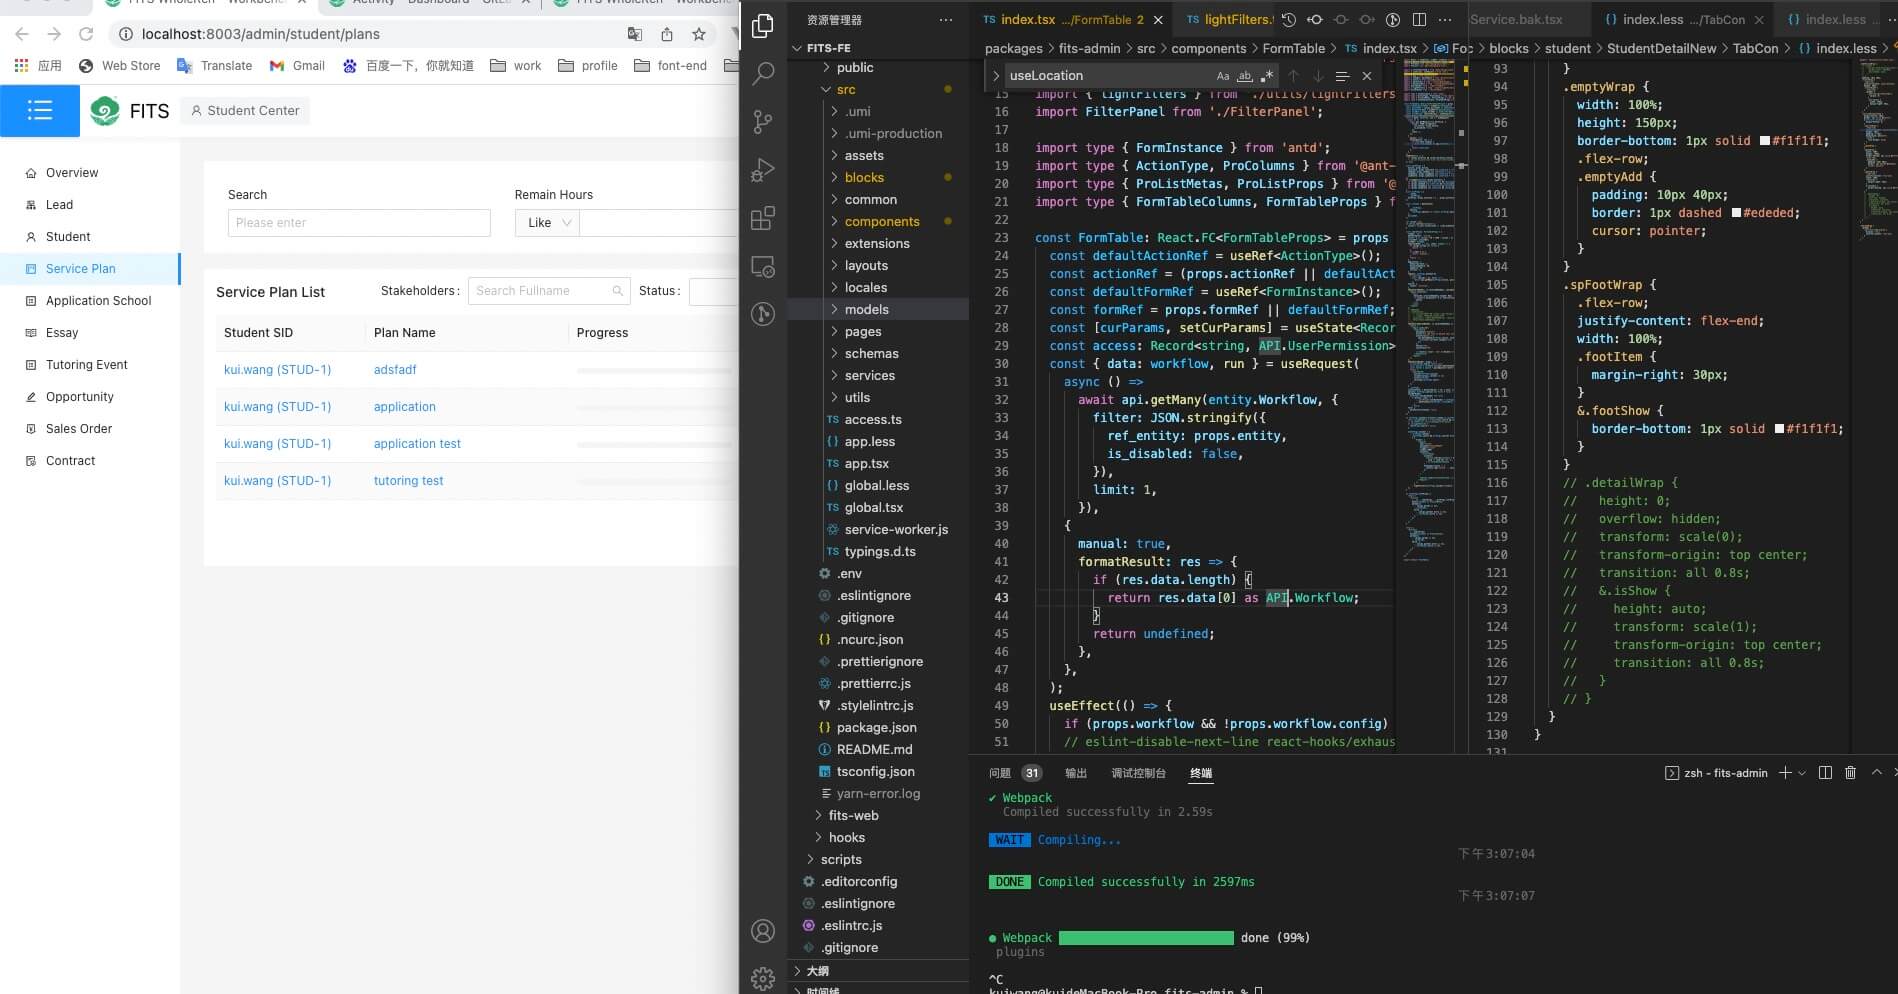 localhost:8003/admin/student/plans
应用
Web Store
Translate
Gmail
百度一下，你就知道
work
profile
font-end
FITS
Student Center
Overview
Lead
Student
Service Plan
Application School
Essay
Tutoring Event
Opportunity
Sales Order
Contract
Search
Remain Hours
Please enter
Like
Service Plan List
Stakeholders :
Search Fullname
Status :
Student SID
Plan Name
Progress
kui.wang (STUD-1)
adsfadf
kui.wang (STUD-1)
application
kui.wang (STUD-1)
application test
kui.wang (STUD-1)
tutoring test
资源管理器
FITS-FE
public
src
.umi
.umi-production
assets
blocks
common
components
extensions
layouts
locales
models
pages
schemas
services
utils
TS access.ts
{} app.less
TS app.tsx
{} global.less
TS global.tsx
service-worker.js
TS typings.d.ts
.env
.eslintignore
.gitignore
{} .ncurc.json
.prettierignore
.prettierrc.js
.stylelintrc.js
{} package.json
README.md
tsconfig.json
yarn-error.log
fits-web
hooks
scripts
.editorconfig
.eslintignore
.eslintrc.js
.gitignore
大纲
时间线
TS index.tsx .../FormTable 2
TS lightFilters.
packages > fits-admin > src > components > FormTable > TS index.tsx > Foc
useLocation
15 import { lightFilters } from './utils/lightFilters
16 import FilterPanel from './FilterPanel';
17
18 import type { FormInstance } from 'antd';
19 import type { ActionType, ProColumns } from '@ant-
20 import type { ProListMetas, ProListProps } from '@
21 import type { FormTableColumns, FormTableProps } f
22
23 const FormTable: React.FC<FormTableProps> = props
24 const defaultActionRef = useRef<ActionType>();
25 const actionRef = (props.actionRef || defaultAct
26 const defaultFormRef = useRef<FormInstance>();
27 const formRef = props.formRef || defaultFormRef;
28 const [curParams, setCurParams] = useState<Recor
29 const access: Record<string, API.UserPermission>
30 const { data: workflow, run } = useRequest(
31 async () =>
32 await api.getMany(entity.Workflow, {
33 filter: JSON.stringify({
34 ref_entity: props.entity,
35 is_disabled: false,
36 }),
37 limit: 1,
38 }),
39 {
40 manual: true,
41 formatResult: res => {
42 if (res.data.length) {
43 return res.data[0] as API.Workflow;
44 }
45 return undefined;
46 },
47 },
48 );
49 useEffect(() => {
50 if (props.workflow && !props.workflow.config)
51 // eslint-disable-next-line react-hooks/exhaus
Service.bak.tsx
{} index.less .../TabCon
{} index.less ...
blocks > student > StudentDetailNew > TabCon > {} index.less >
93 }
94 .emptyWrap {
95 width: 100%;
96 height: 150px;
97 border-bottom: 1px solid #f1f1f1;
98 .flex-row;
99 .emptyAdd {
100 padding: 10px 40px;
101 border: 1px dashed #ededed;
102 cursor: pointer;
103 }
104 }
105 .spFootWrap {
106 .flex-row;
107 justify-content: flex-end;
108 width: 100%;
109 .footItem {
110 margin-right: 30px;
111 }
112 &.footShow {
113 border-bottom: 1px solid #f1f1f1;
114 }
115 }
116 // .detailWrap {
117 // height: 0;
118 // overflow: hidden;
119 // transform: scale(0);
120 // transform-origin: top center;
121 // transition: all 0.8s;
122 // &.isShow {
123 // height: auto;
124 // transform: scale(1);
125 // transform-origin: top center;
126 // transition: all 0.8s;
127 // }
128 // }
129 }
130 }
131
问题 31
输出
调试控制台
终端
zsh - fits-admin
✔ Webpack
Compiled successfully in 2.59s
WAIT Compiling...
下午3:07:04
DONE Compiled successfully in 2597ms
下午3:07:07
● Webpack done (99%)
plugins
^C
kuiwang@kuideMacBook-Pro fits-admin %